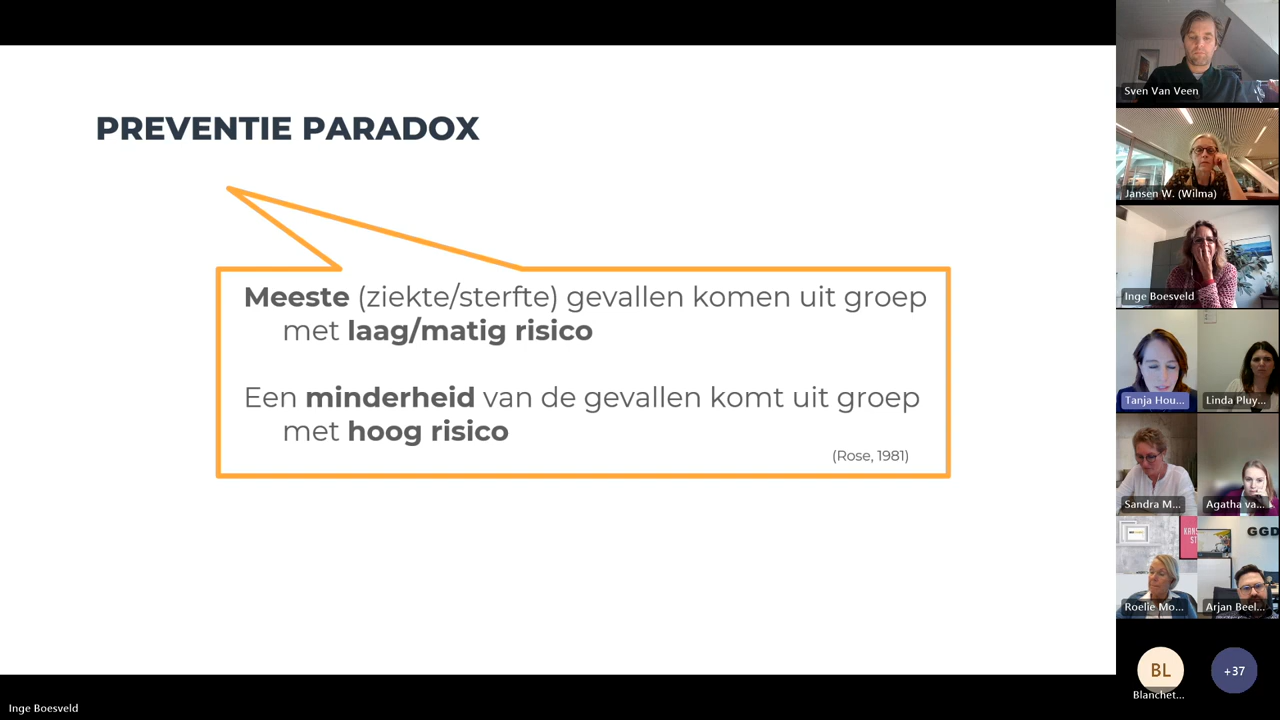 PREVENTIE PARADOX
Meeste (ziekte/sterfte) gevallen komen uit groep
met laag/matig risico
Een minderheid van de gevallen komt uit groep
met hoog risico
(Rose, 1981)
Inge Boesveld
Sven Van Veen
Jansen W. (Wilma)
Inge Boesveld
Tanja Hou...
Linda Pluy...
Sandra M...
Agatha va...
GGD
Roelie Mo...
Arjan Beel...
BL
Blanchet...
+37